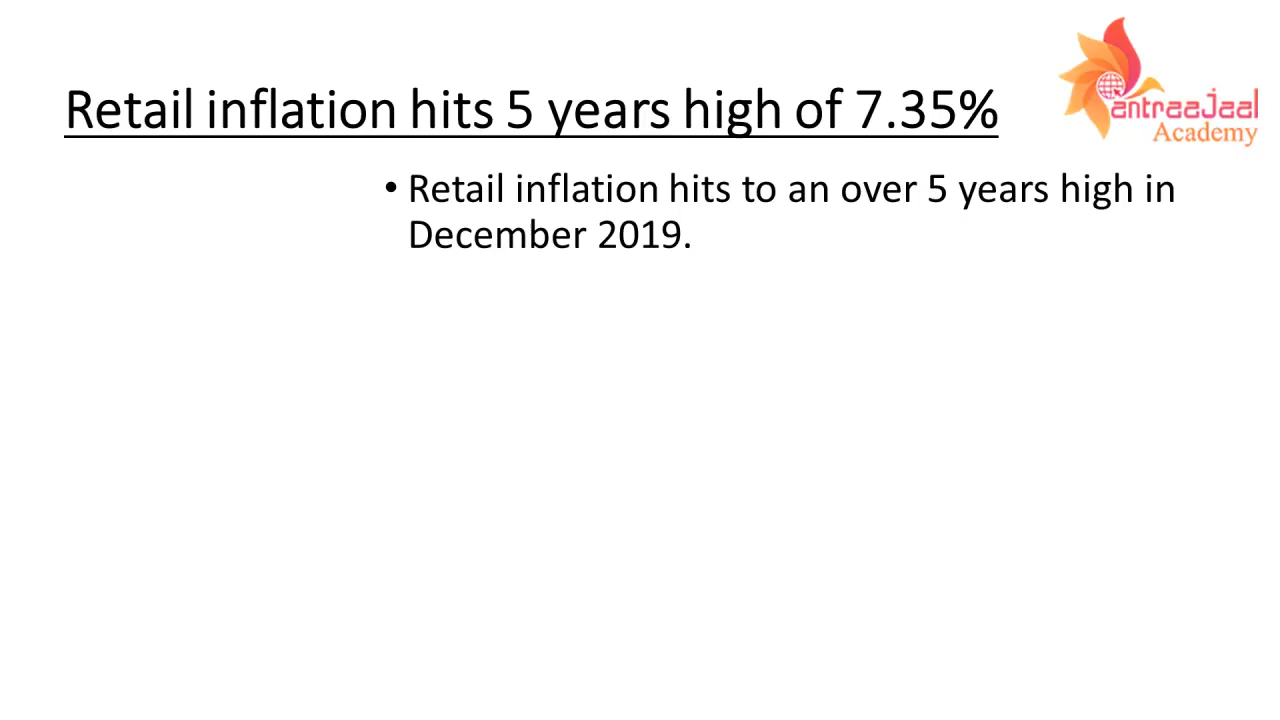 Retail inflation hits 5 years high of 7.35%
antraajaal
Academy
• Retail inflation hits to an over 5 years high in
December 2019.